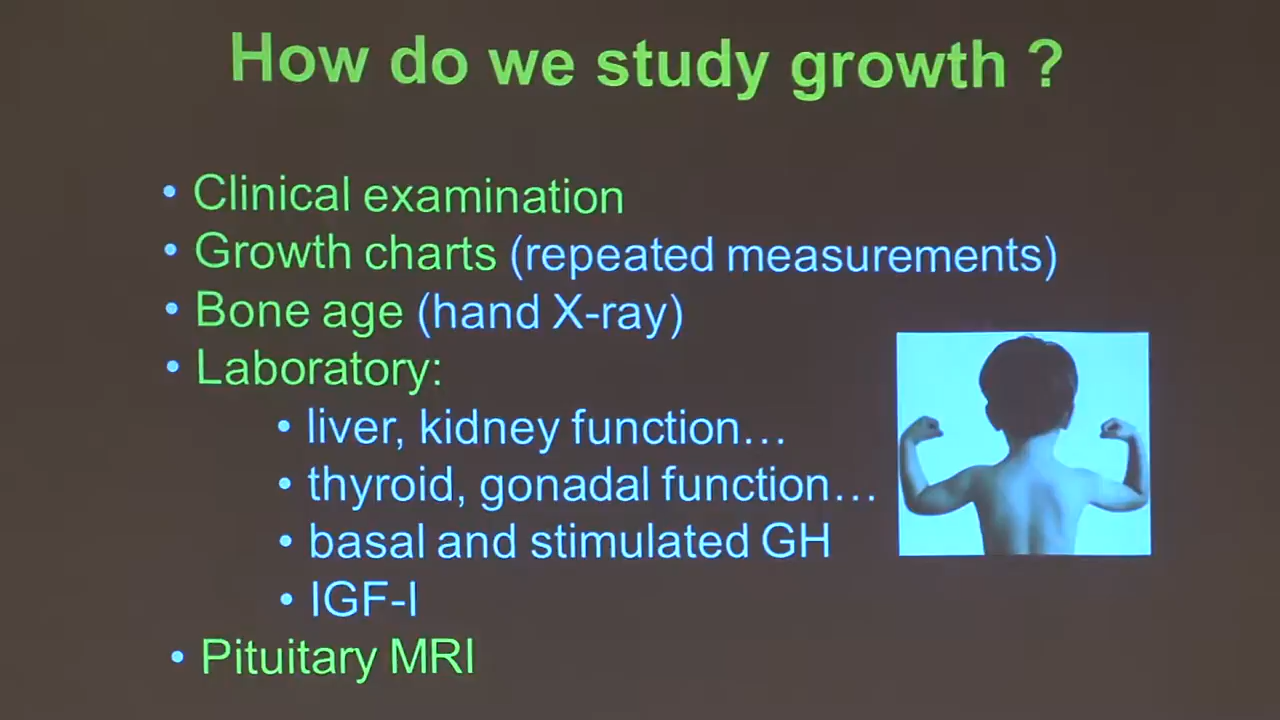 How do we study growth ?
• Clinical examination
• Growth charts (repeated measurements)
• Bone age (hand X-ray)
• Laboratory:
• liver, kidney function…
• thyroid, gonadal function…
• basal and stimulated GH
• IGF-I
• Pituitary MRI